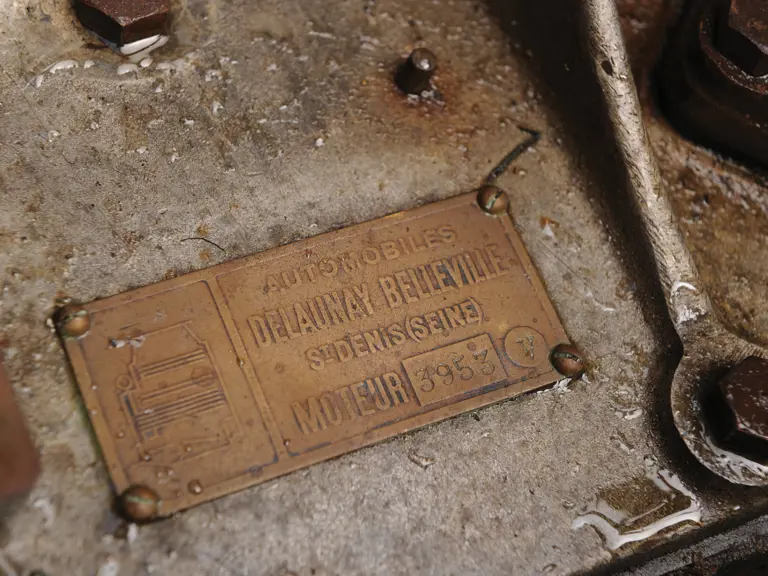 AUTOMOBILES
DELAUNAY BELLEVILLE
ST DENIS (SEINE)
MOTEUR 3953